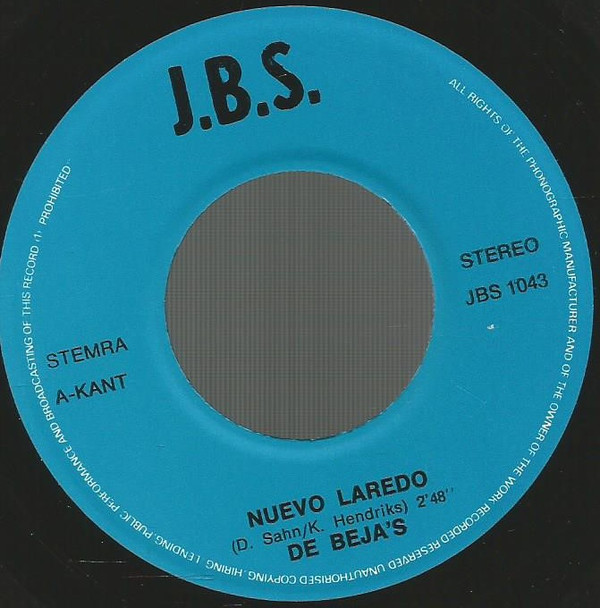 J.B.S.
ALL RIGHTS OF THE PHONOGRAPHIC MANUFACTURER AND OF THE OWNER OF THE WORK RECORDED RESERVED UNAUTHORISED COPYING.HIRING LENDING PUBLIC PERFORMANCE AND BROADCASTING OF THIS RECORD (1) PROHIBITED
STEREO
JBS 1043
STEMRA
A-KANT
NUEVO LAREDO
(D. Sahn/K. Hendriks) 2'48''
DE BEJA'S